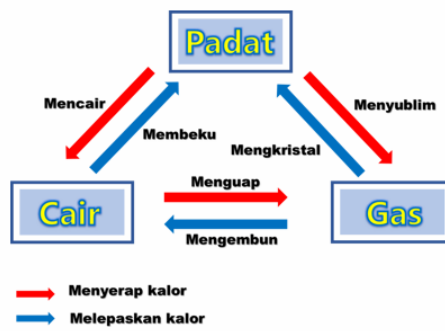 Padat
Mencair
Menyublim
Membeku
Mengkristal
Menguap
Cair
Gas
Mengembun
Menyerap kalor
Melepaskan kalor